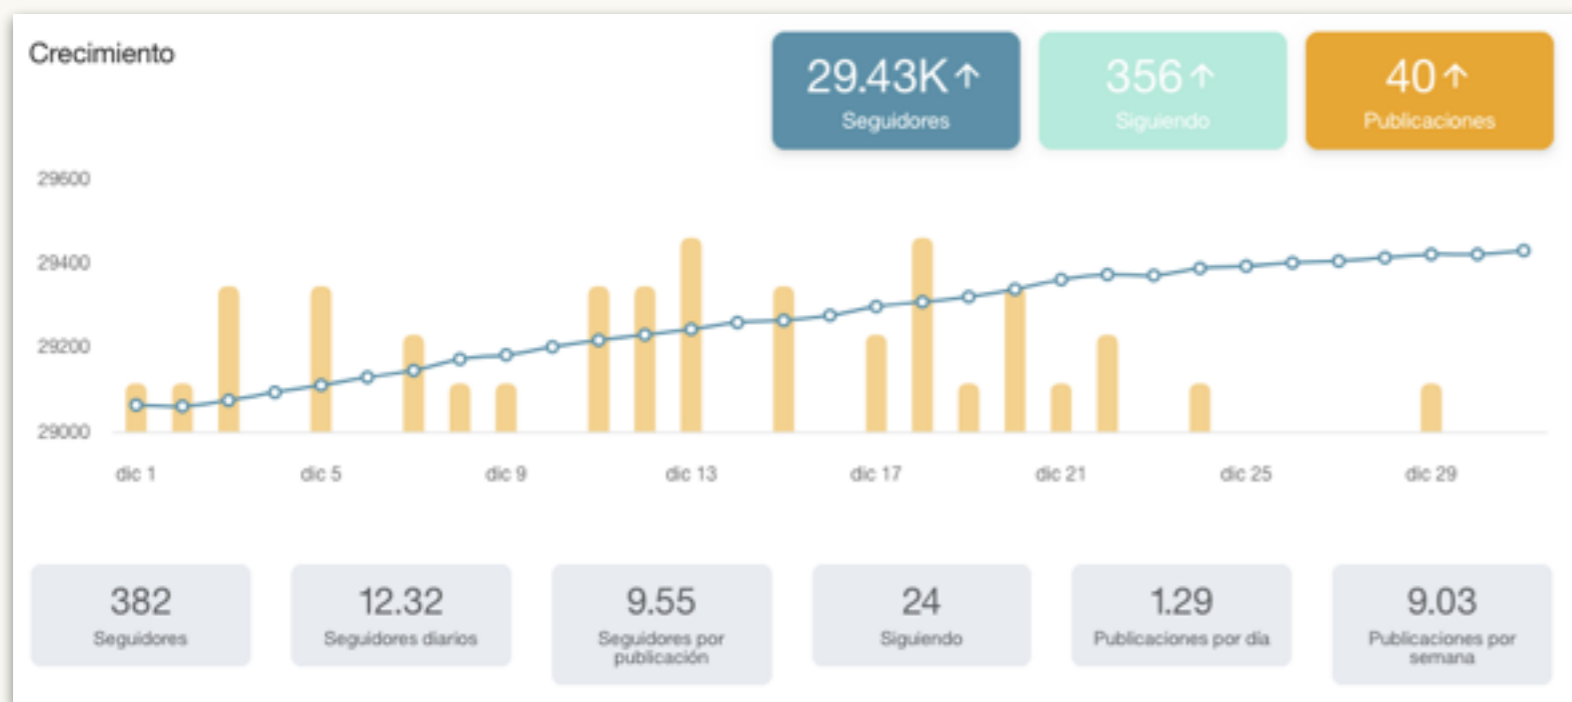 Crecimiento
29.43K↑
Seguidores
356↑
Siguiendo
40↑
Publicaciones
29600
29400
29200
29000
dic 1
dic 5
dic 9
dic 13
dic 17
dic 21
dic 25
dic 29
382
Seguidores
12.32
Seguidores diarios
9.55
Seguidores por
publicación
24
Siguiendo
1.29
Publicaciones por día
9.03
Publicaciones por
semana